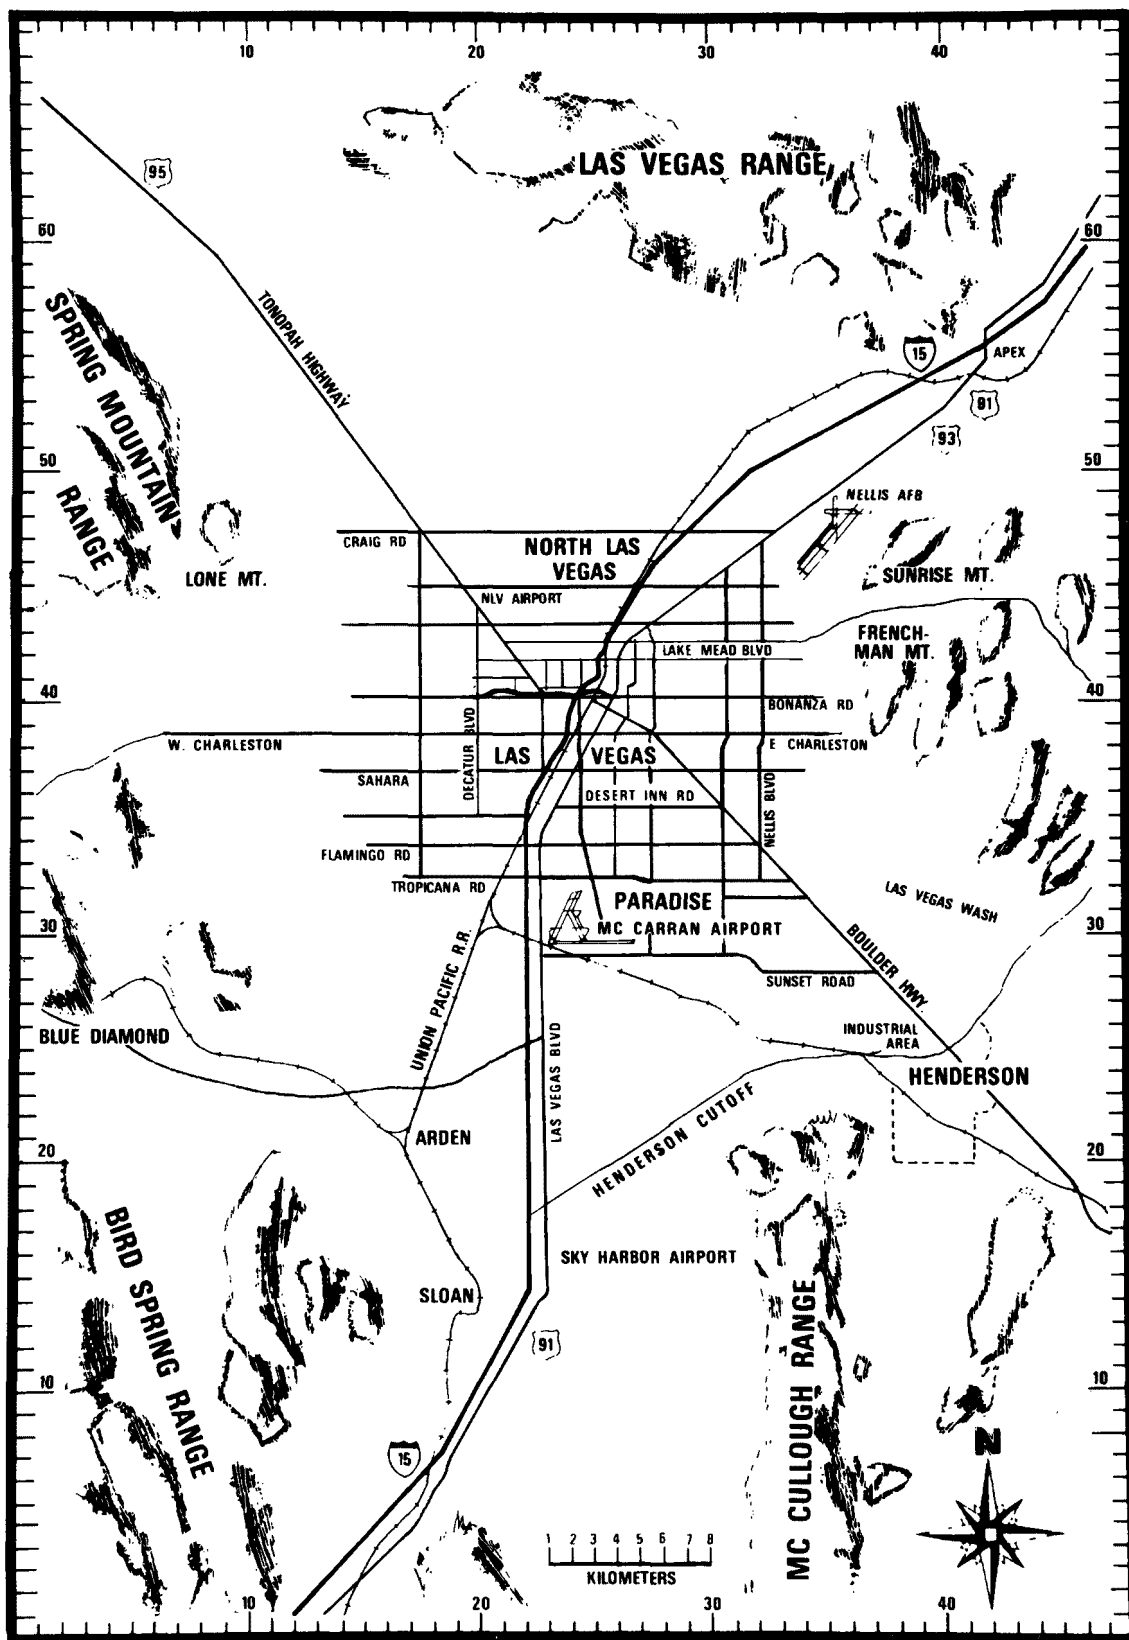 10 20 30 40
95
LAS VEGAS RANGE
60 60
TONOPAH HIGHWAY
SPRING MOUNTAIN
RANGE
15
APEX
91
93
50 50
NELLIS AFB
CRAIG RD
NORTH LAS
VEGAS
LONE MT.
SUNRISE MT.
NLV AIRPORT
FRENCH-
MAN MT.
LAKE MEAD BLVD
40 40
BONANZA RD
DECATUR BLVD
W. CHARLESTON
E CHARLESTON
LAS VEGAS
SAHARA
DESERT INN RD
NELLIS BLVD
FLAMINGO RD
TROPICANA RD
LAS VEGAS WASH
PARADISE
MC CARRAN AIRPORT
30 30
BOULDER HWY
UNION PACIFIC R.R.
SUNSET ROAD
BLUE DIAMOND
INDUSTRIAL
AREA
LAS VEGAS BLVD
HENDERSON
HENDERSON CUTOFF
ARDEN
20 20
BIRD SPRING RANGE
SKY HARBOR AIRPORT
SLOAN
91
MC CULLOUGH RANGE
10 10
15
N
1 2 3 4 5 6 7 8
KILOMETERS
10 20 30 40